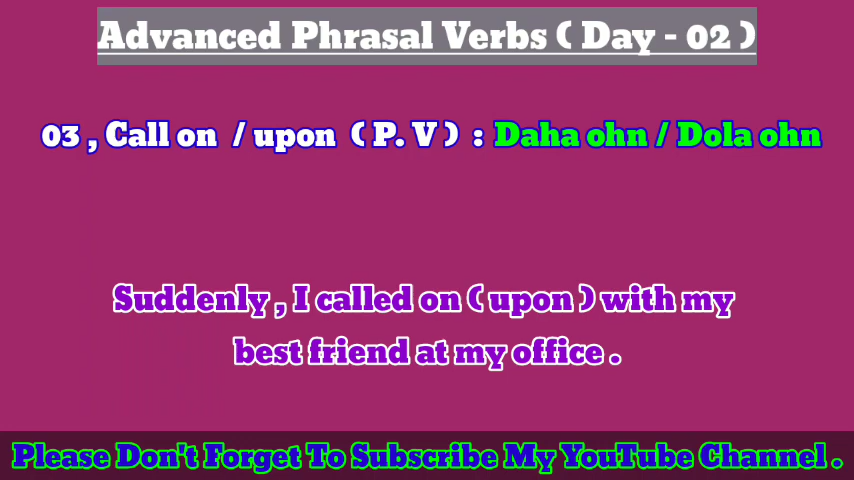 Advanced Phrasal Verbs ( Day - 02 )
03 , Call on / upon ( P. V ) : Daha ohn / Dola ohn
Suddenly , I called on ( upon ) with my
best friend at my office .
Please Don't Forget To Subscribe My YouTube Channel .